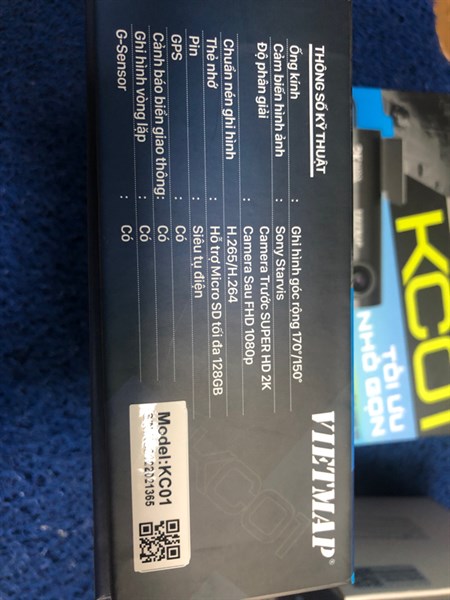 VIETMAP®
THÔNG SỐ KỸ THUẬT
Ống kính : Ghi hình góc rộng 170°/150°
Cảm biến hình ảnh : Sony Starvis
Độ phân giải : Camera Trước SUPER HD 2K
Camera Sau FHD 1080p
Chuẩn nén ghi hình : H.265/H.264
Thẻ nhớ : Hỗ trợ Micro SD tối đa 128GB
Pin : Siêu tụ điện
GPS : Có
Cảnh báo biển giao thông: Có
Ghi hình vòng lặp : Có
G-Sensor : Có
KC01
Model:KC01
02021365
KC01
TỐI ƯU
NHỎ GỌN